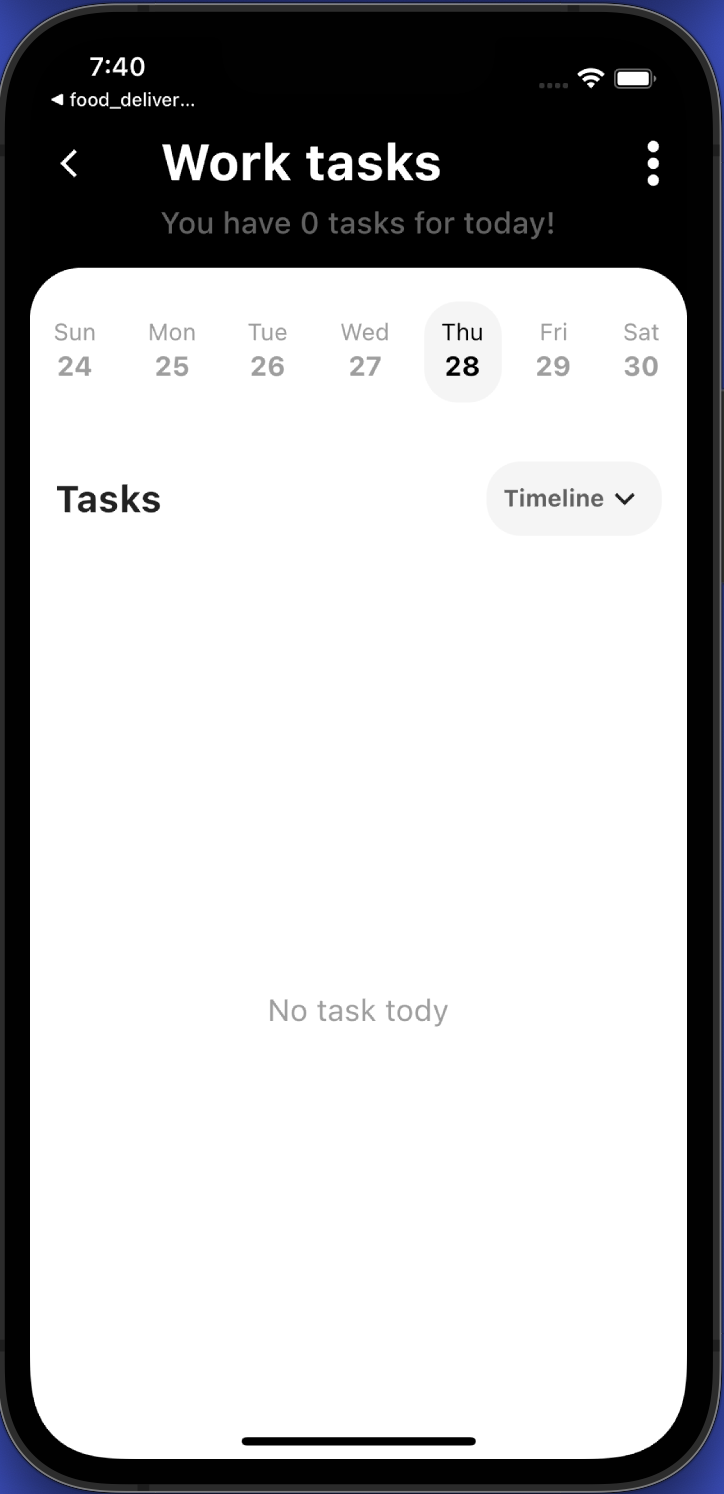 7:40
◀ food_deliver...
Work tasks
You have 0 tasks for today!
Sun Mon Tue Wed Thu Fri Sat
24 25 26 27 28 29 30
Tasks
Timeline
No task tody